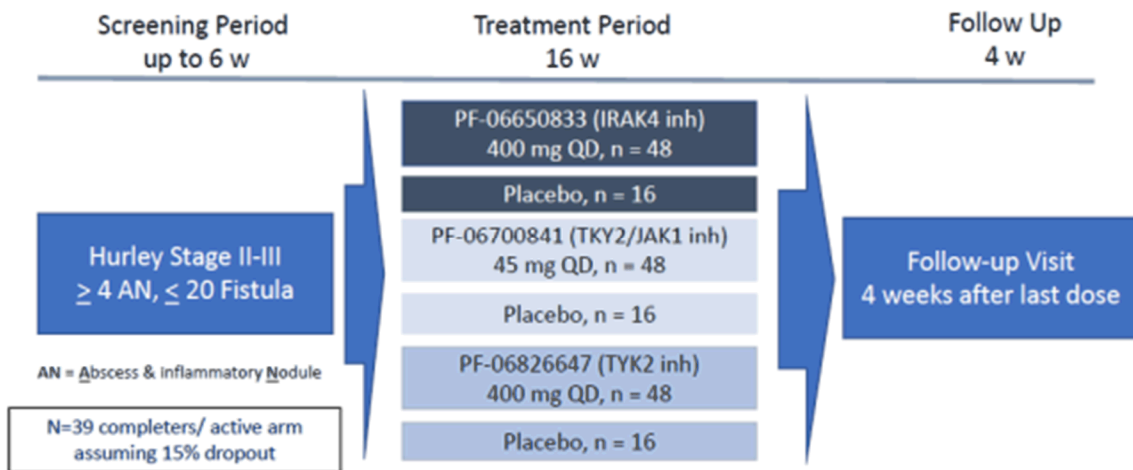 Screening Period
up to 6 w
Treatment Period
16 w
Follow Up
4 w
Hurley Stage II-III
≥ 4 AN, ≤ 20 Fistula
AN = Abscess & Inflammatory Nodule
N=39 completers/ active arm
assuming 15% dropout
PF-06650833 (IRAK4 inh)
400 mg QD, n = 48
Placebo, n = 16
PF-06700841 (TKY2/JAK1 inh)
45 mg QD, n = 48
Placebo, n = 16
PF-06826647 (TYK2 inh)
400 mg QD, n = 48
Placebo, n = 16
Follow-up Visit
4 weeks after last dose